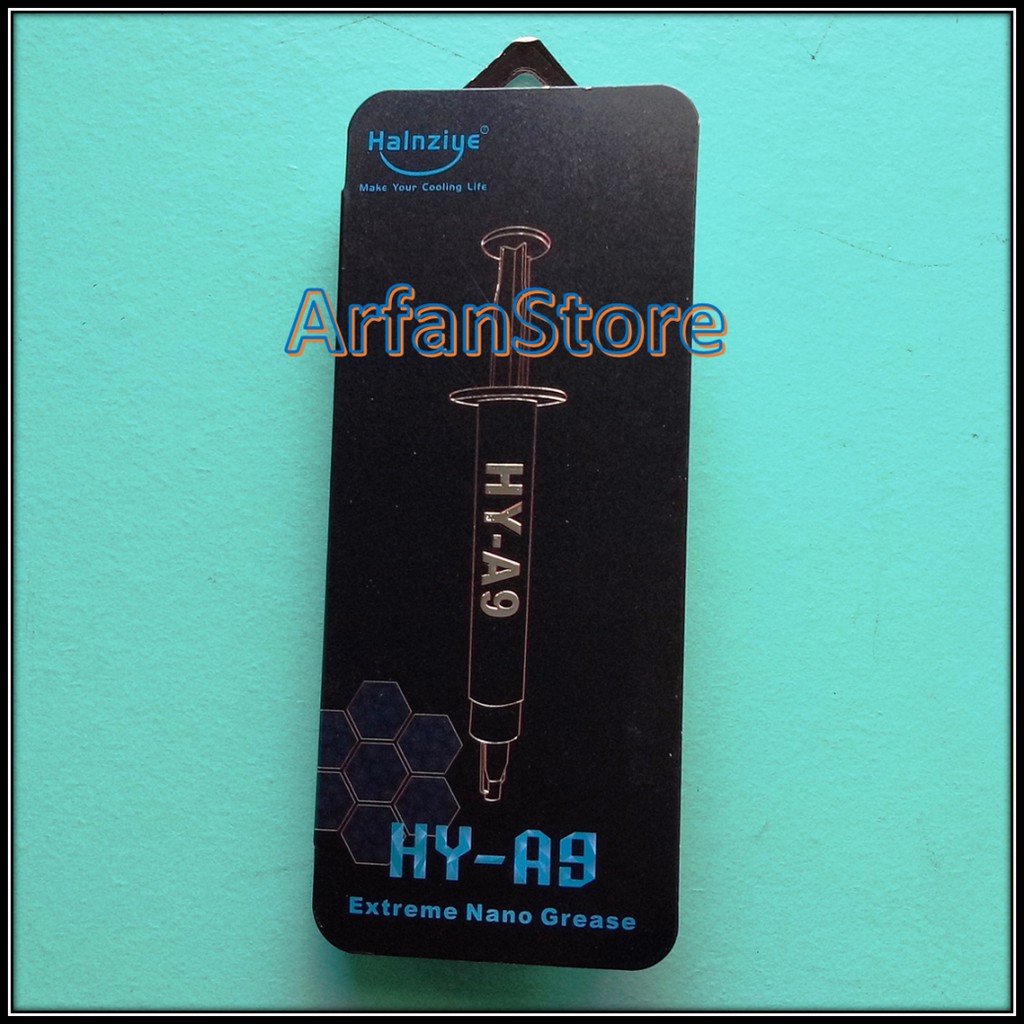 Halnziye®
Make Your Cooling Life
ArfanStore
HY-A9
HY-A9
Extreme Nano Grease